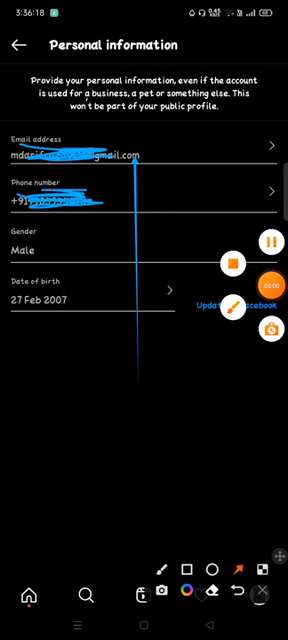 3:36:18
0.45
Personal information
Provide your personal information, even if the account
is used for a business, a pet or something else. This
won't be part of your public profile.
Email address
@gmail.com
Phone number
+91
Gender
Male
Date of birth
27 Feb 2007
02:00